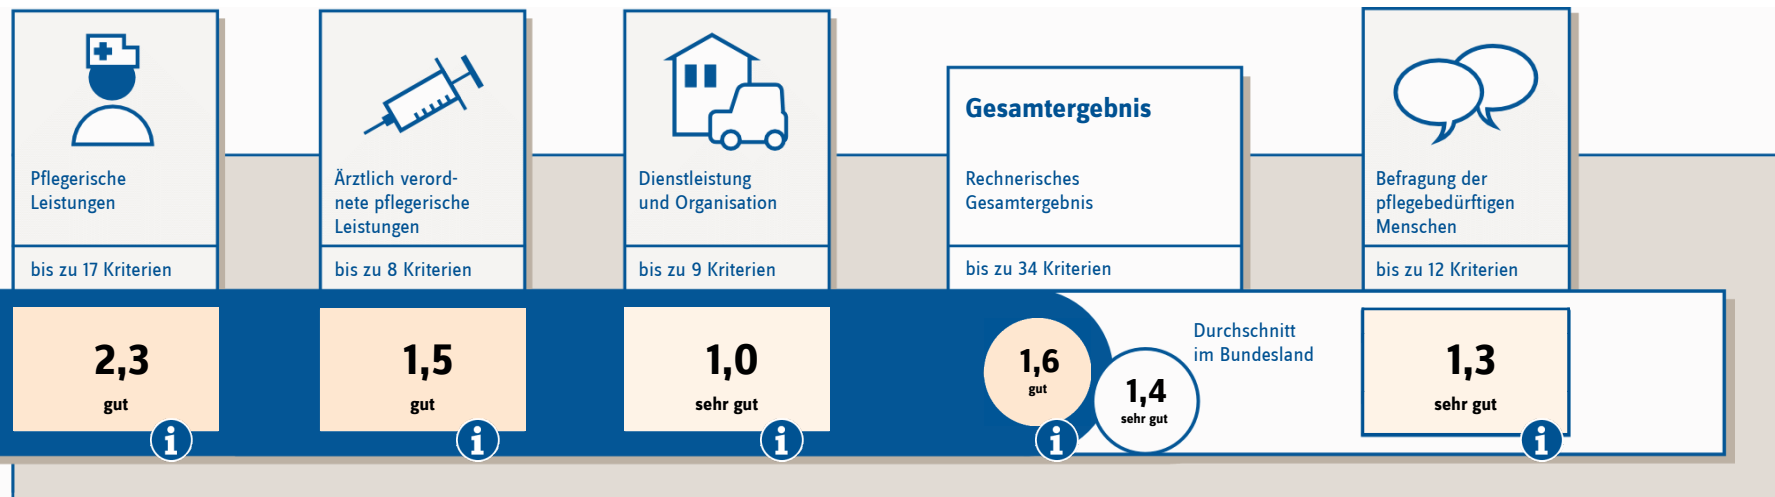 Pflegerische
Leistungen
bis zu 17 Kriterien
2,3
gut
i
Ärztlich verord-
nete pflegerische
Leistungen
bis zu 8 Kriterien
1,5
gut
i
Dienstleistung
und Organisation
bis zu 9 Kriterien
1,0
sehr gut
i
Gesamtergebnis
Rechnerisches
Gesamtergebnis
bis zu 34 Kriterien
1,6
gut
i
1,4
sehr gut
Durchschnitt
im Bundesland
Befragung der
pflegebedürftigen
Menschen
bis zu 12 Kriterien
1,3
sehr gut
i